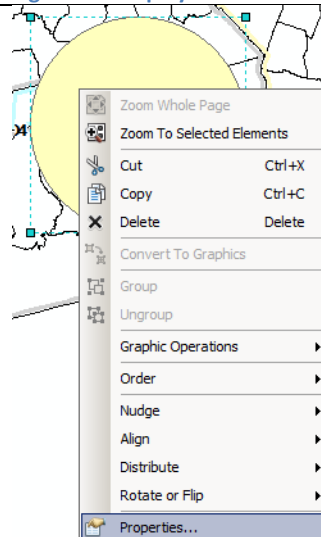 Zoom Whole Page
Zoom To Selected Elements
Cut Ctrl+X
Copy Ctrl+C
Delete Delete
Convert To Graphics
Group
Ungroup
Graphic Operations
Order
Nudge
Align
Distribute
Rotate or Flip
Properties...